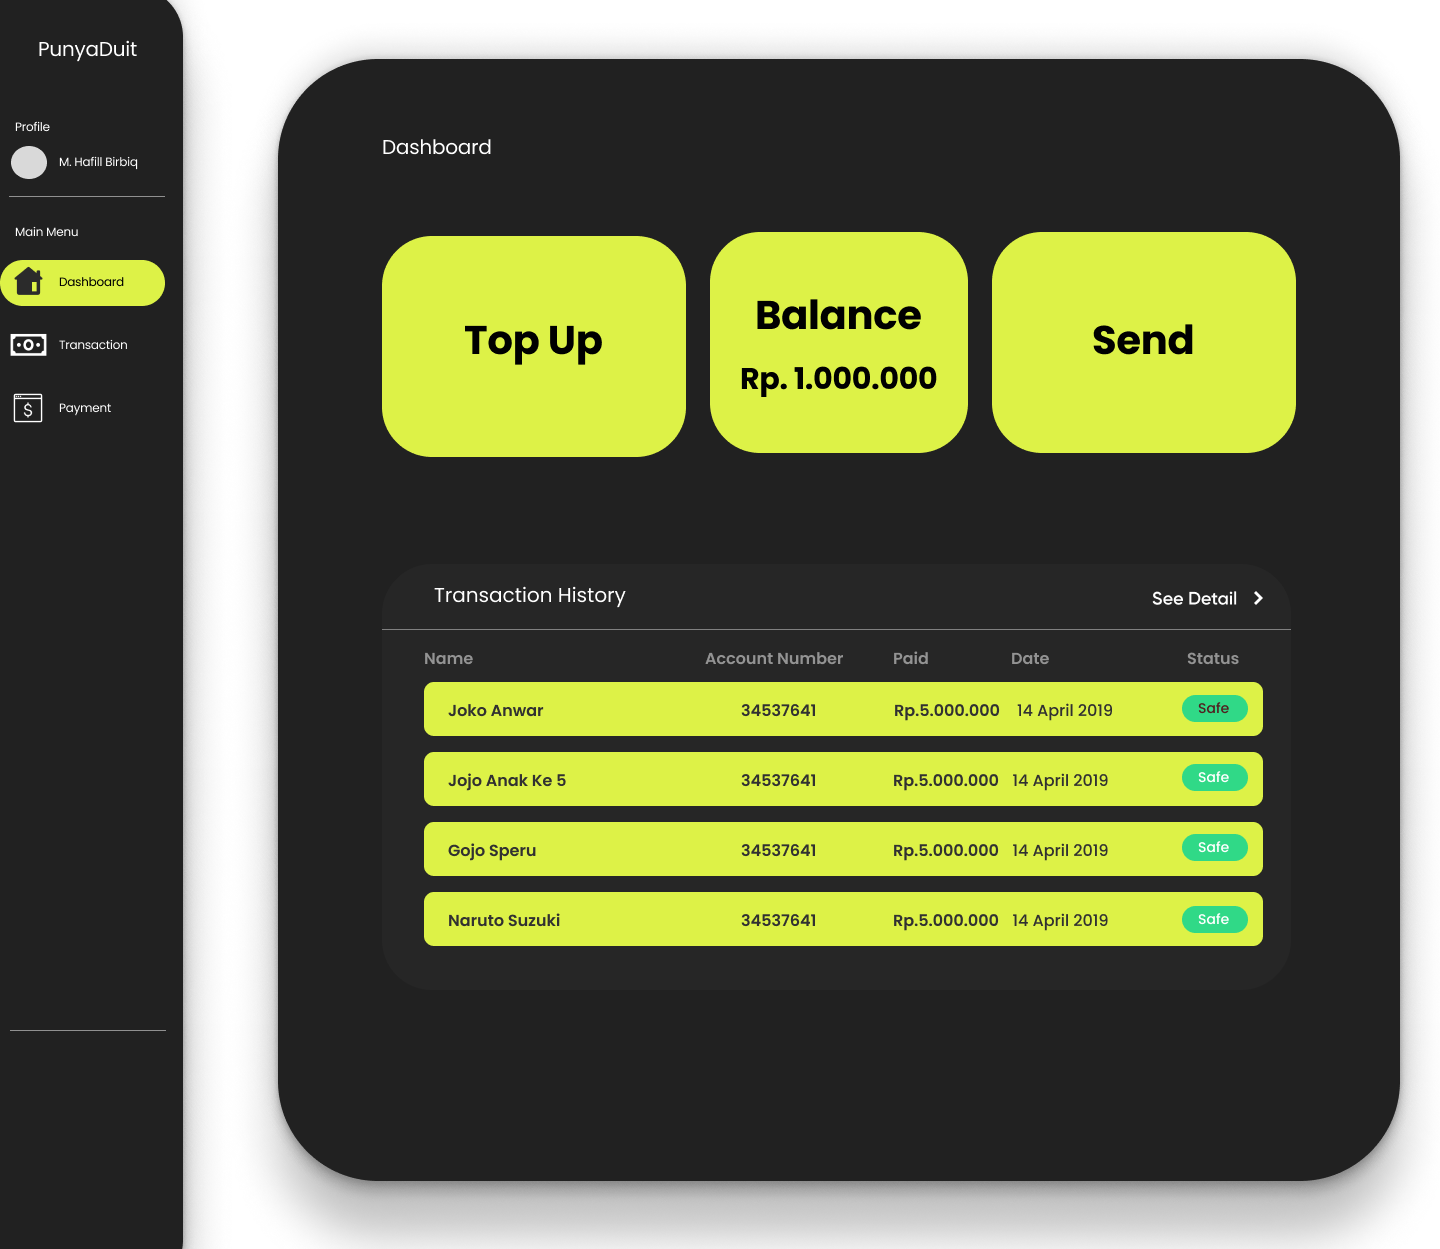 PunyaDuit
Profile
M. Hafill Birbiq
Main Menu
Dashboard
Transaction
$
Payment
Dashboard
Top Up
Balance
Rp. 1.000.000
Send
Transaction History
See Detail
Name Account Number Paid Date Status
Joko Anwar 34537641 Rp.5.000.000 14 April 2019 Safe
Jojo Anak Ke 5 34537641 Rp.5.000.000 14 April 2019 Safe
Gojo Speru 34537641 Rp.5.000.000 14 April 2019 Safe
Naruto Suzuki 34537641 Rp.5.000.000 14 April 2019 Safe